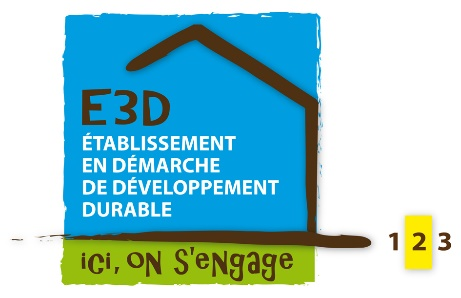 E3D
ÉTABLISSEMENT
EN DÉMARCHE
DE DÉVELOPPEMENT
DURABLE
ici, on s'engage
1 2 3